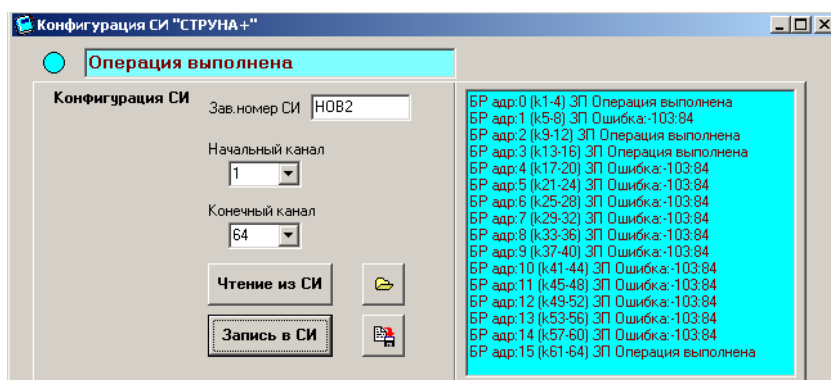 Конфигурация СИ "СТРУНА+"
Операция выполнена
Конфигурация СИ
Зав.номер СИ НОВ2
Начальный канал
1
Конечный канал
64
Чтение из СИ
Запись в СИ
БР адр:0 (k1-4) ЗП Операция выполнена
БР адр:1 (k5-8) ЗП Ошибка:-103:84
БР адр:2 (k9-12) ЗП Операция выполнена
БР адр:3 (k13-16) ЗП Операция выполнена
БР адр:4 (k17-20) ЗП Ошибка:-103:84
БР адр:5 (k21-24) ЗП Ошибка:-103:84
БР адр:6 (k25-28) ЗП Ошибка:-103:84
БР адр:7 (k29-32) ЗП Ошибка:-103:84
БР адр:8 (k33-36) ЗП Ошибка:-103:84
БР адр:9 (k37-40) ЗП Ошибка:-103:84
БР адр:10 (k41-44) ЗП Ошибка:-103:84
БР адр:11 (k45-48) ЗП Ошибка:-103:84
БР адр:12 (k49-52) ЗП Ошибка:-103:84
БР адр:13 (k53-56) ЗП Ошибка:-103:84
БР адр:14 (k57-60) ЗП Ошибка:-103:84
БР адр:15 (k61-64) ЗП Операция выполнена